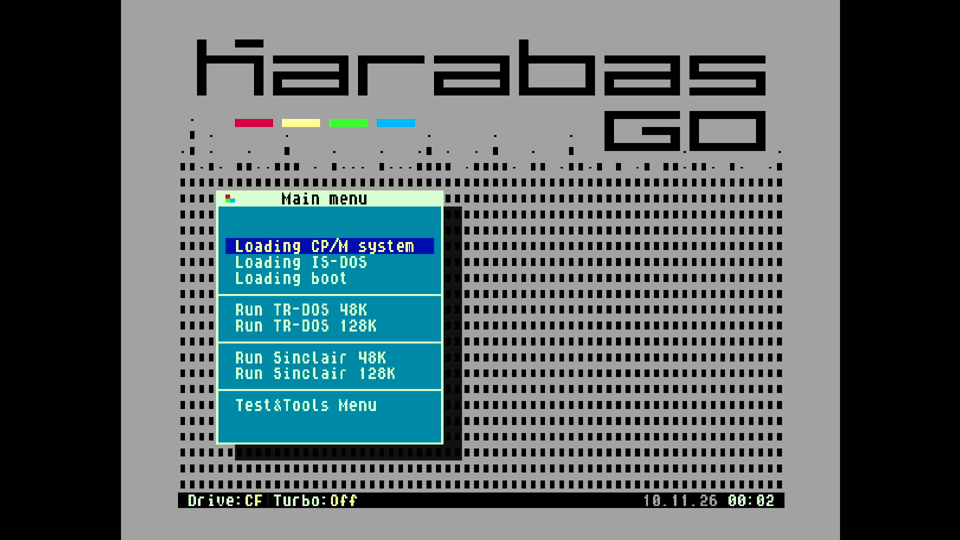 Karabas
GO
Main menu
Loading CP/M system
Loading IS-DOS
Loading boot
Run TR-DOS 48K
Run TR-DOS 128K
Run Sinclair 48K
Run Sinclair 128K
Test&Tools Menu
Drive:CF Turbo:Off 10.11.26 00:02